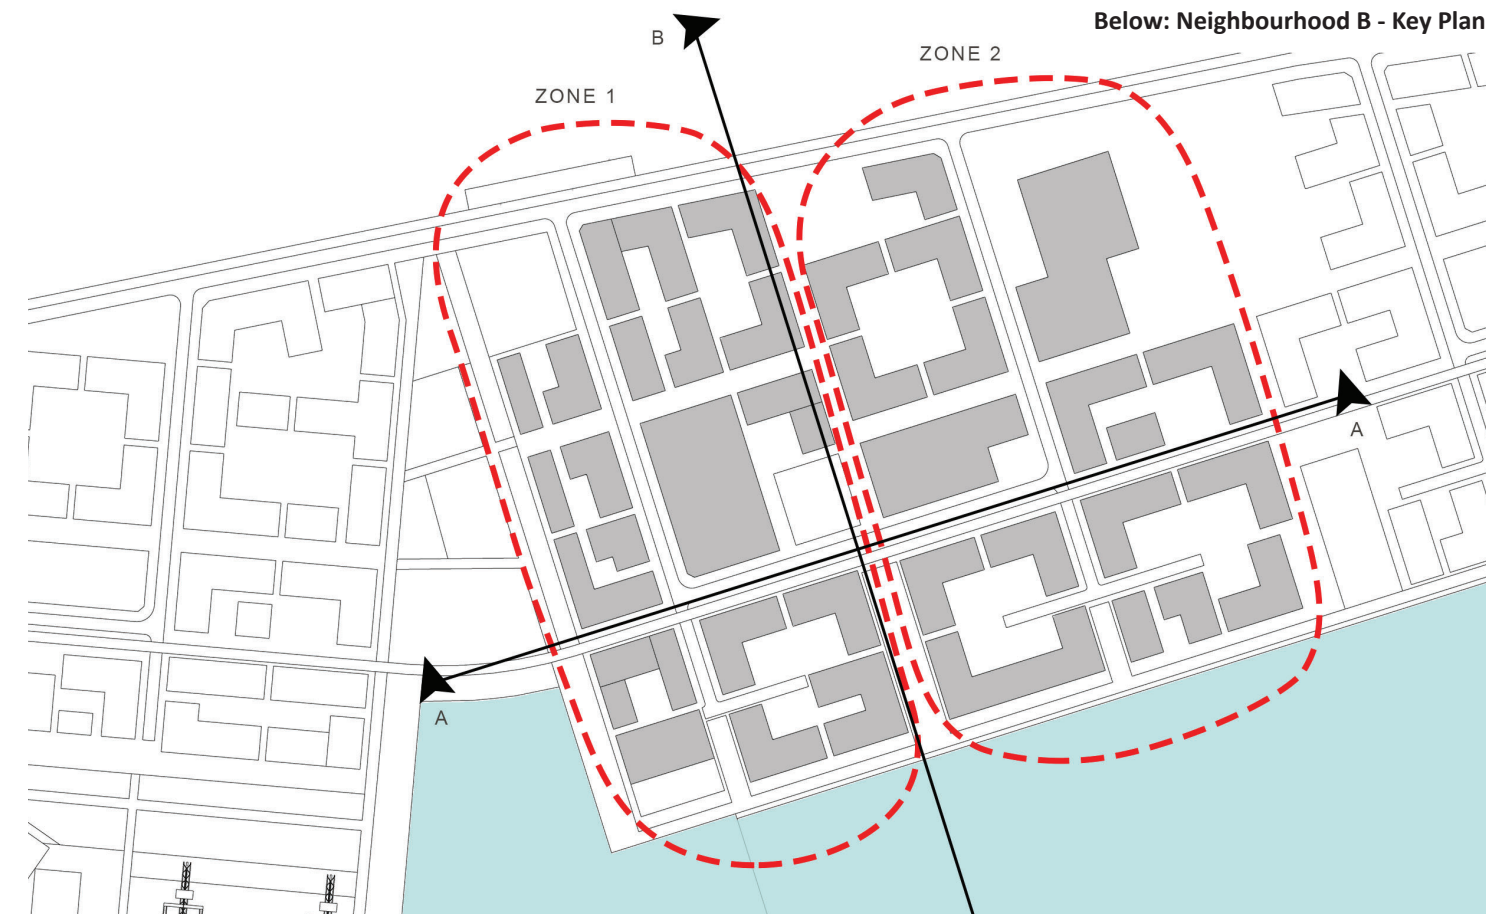 Below: Neighbourhood B - Key Plan
B
ZONE 2
ZONE 1
A
A